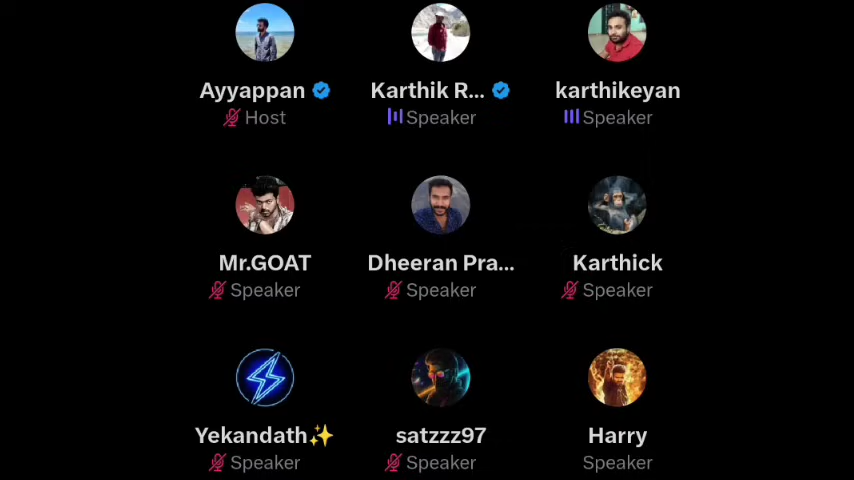 Ayyappan Karthik R... karthikeyan
Host Speaker Speaker
Mr.GOAT Dheeran Pra... Karthick
Speaker Speaker Speaker
Yekandath✨ satzzz97 Harry
Speaker Speaker Speaker